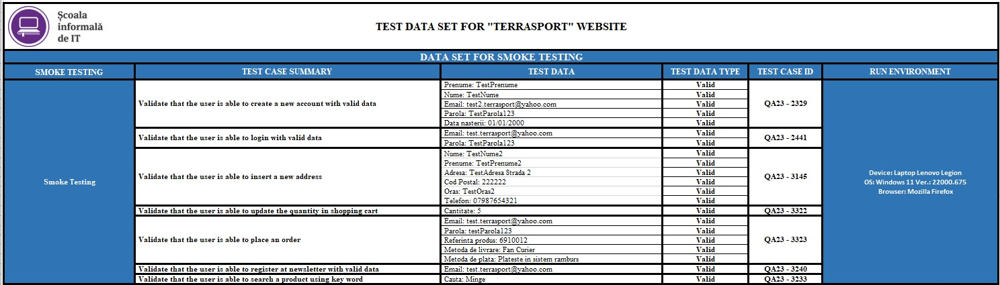 Școala
informală
de IT
TEST DATA SET FOR "TERRASPORT" WEBSITE
DATA SET FOR SMOKE TESTING
SMOKE TESTING TEST CASE SUMMARY TEST DATA TEST DATA TYPE TEST CASE ID RUN ENVIRONMENT
Smoke Testing
Validate that the user is able to create a new account with valid data
Prenume: TestPrenume Valid
Nume: TestNume Valid
Email: test2.terrasport@yahoo.com Valid
Parola: TestParola123 Valid
Data nasterii: 01/01/2000 Valid
QA23 - 2329
Validate that the user is able to login with valid data
Email: test.terrasport@yahoo.com Valid
Parola: TestParola123 Valid
QA23 - 2441
Validate that the user is able to insert a new address
Nume: TestNume2 Valid
Prenume: TestPrenume2 Valid
Adresa: TestAdresa Strada 2 Valid
Cod Postal: 222222 Valid
Oras: TestOras2 Valid
Telefon: 07987654321 Valid
QA23 - 3145
Validate that the user is able to update the quantity in shopping cart Cantitate: 5 Valid QA23 - 3322
Validate that the user is able to place an order
Email: test.terrasport@yahoo.com Valid
Parola: testParola123 Valid
Referinta produs: 6910012 Valid
Metoda de livrare: Fan Curier Valid
Metoda de plata: Plateste in sistem ramburs Valid
QA23 - 3323
Validate that the user is able to register at newsletter with valid data Email: test.terrasport@yahoo.com Valid QA23 - 3240
Validate that the user is able to search a product using key word Cauta: Minge Valid QA23 - 3233
Device: Laptop Lenovo Legion
OS: Windows 11 Ver.: 22000.675
Browser: Mozilla Firefox